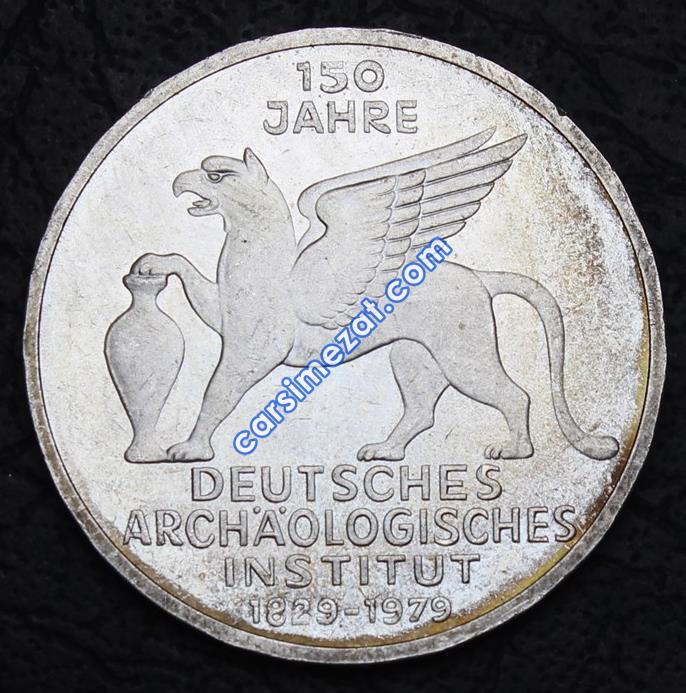 150
JAHRE
carsimezat.com
DEUTSCHES
ARCHÄOLOGISCHES
INSTITUT
1829-1979